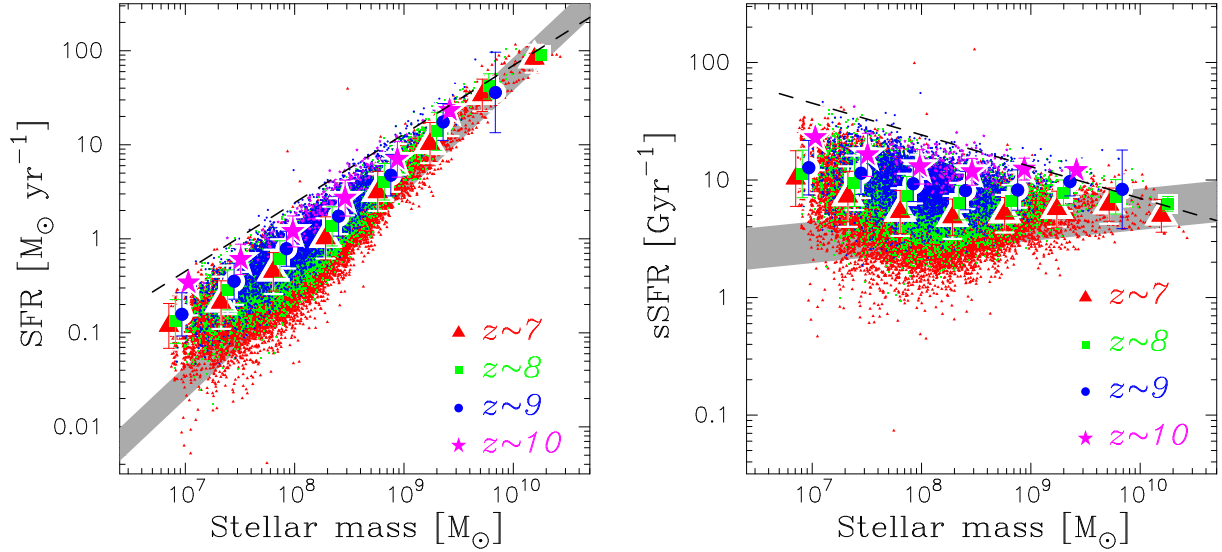 100
10
1
0.1
0.01
SFR [M☉ yr⁻¹]
z~7
z~8
z~9
z~10
10⁷ 10⁸ 10⁹ 10¹⁰
Stellar mass [M☉]
100
10
1
0.1
sSFR [Gyr⁻¹]
z~7
z~8
z~9
z~10
10⁷ 10⁸ 10⁹ 10¹⁰
Stellar mass [M☉]